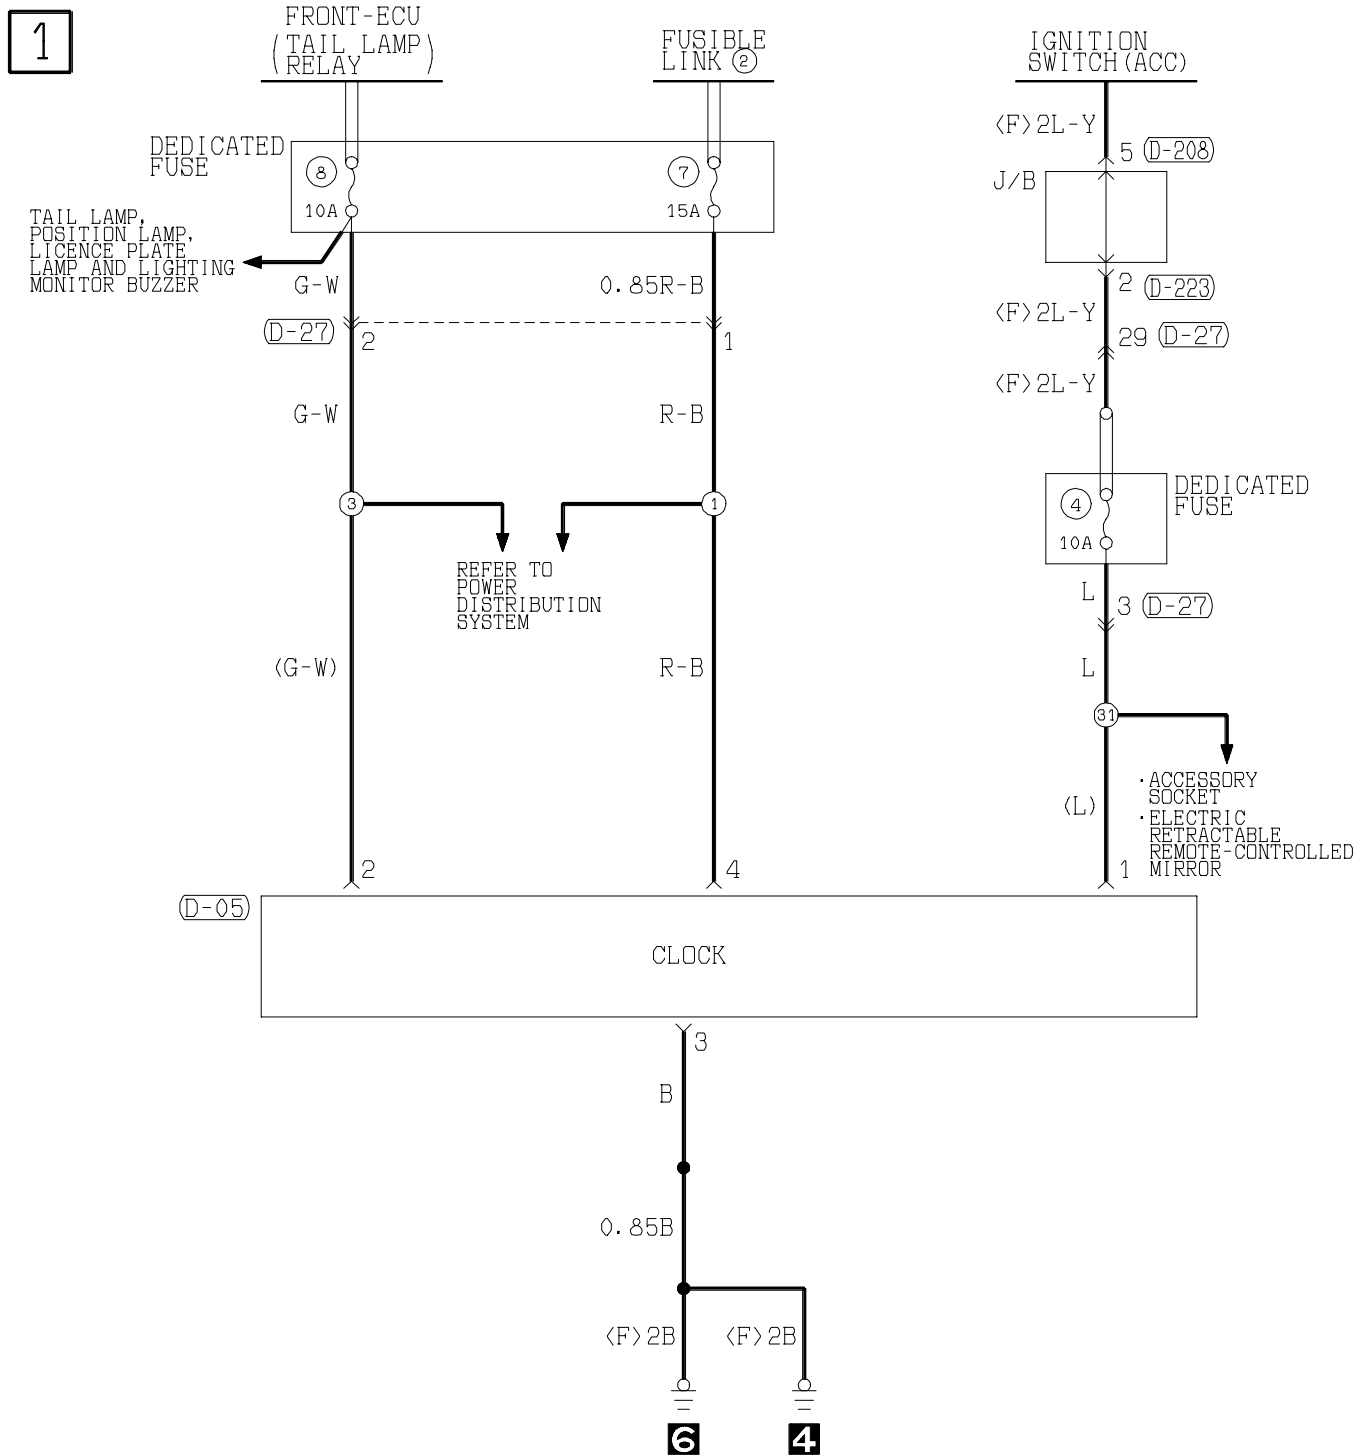 1
FRONT-ECU
(TAIL LAMP)
RELAY
FUSIBLE
LINK ②
IGNITION
SWITCH(ACC)
<F>2L-Y
DEDICATED
FUSE
⑧
10A
⑦
15A
5 (D-208)
J/B
TAIL LAMP,
POSITION LAMP,
LICENCE PLATE
LAMP AND LIGHTING
MONITOR BUZZER
G-W
0.85R-B
2 (D-223)
<F>2L-Y
(D-27)
2
1
29 (D-27)
<F>2L-Y
G-W
R-B
③
①
DEDICATED
FUSE
④
10A
REFER TO
POWER
DISTRIBUTION
SYSTEM
L
3 (D-27)
(G-W)
R-B
L
㉛
·ACCESSORY
SOCKET
·ELECTRIC
RETRACTABLE
REMOTE-CONTROLLED
MIRROR
(L)
2
4
1
(D-05)
CLOCK
3
B
0.85B
<F>2B
<F>2B
6
4